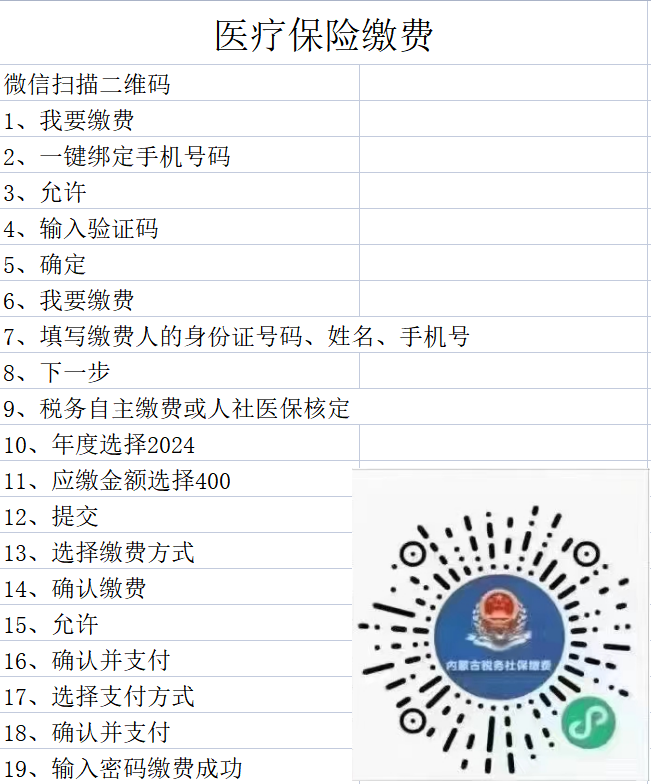 医疗保险缴费
微信扫描二维码
1、我要缴费
2、一键绑定手机号码
3、允许
4、输入验证码
5、确定
6、我要缴费
7、填写缴费人的身份证号码、姓名、手机号
8、下一步
9、税务自主缴费或人社医保核定
10、年度选择2024
11、应缴金额选择400
12、提交
13、选择缴费方式
14、确认缴费
15、允许
16、确认并支付
17、选择支付方式
18、确认并支付
19、输入密码缴费成功
内蒙古税务社保缴费